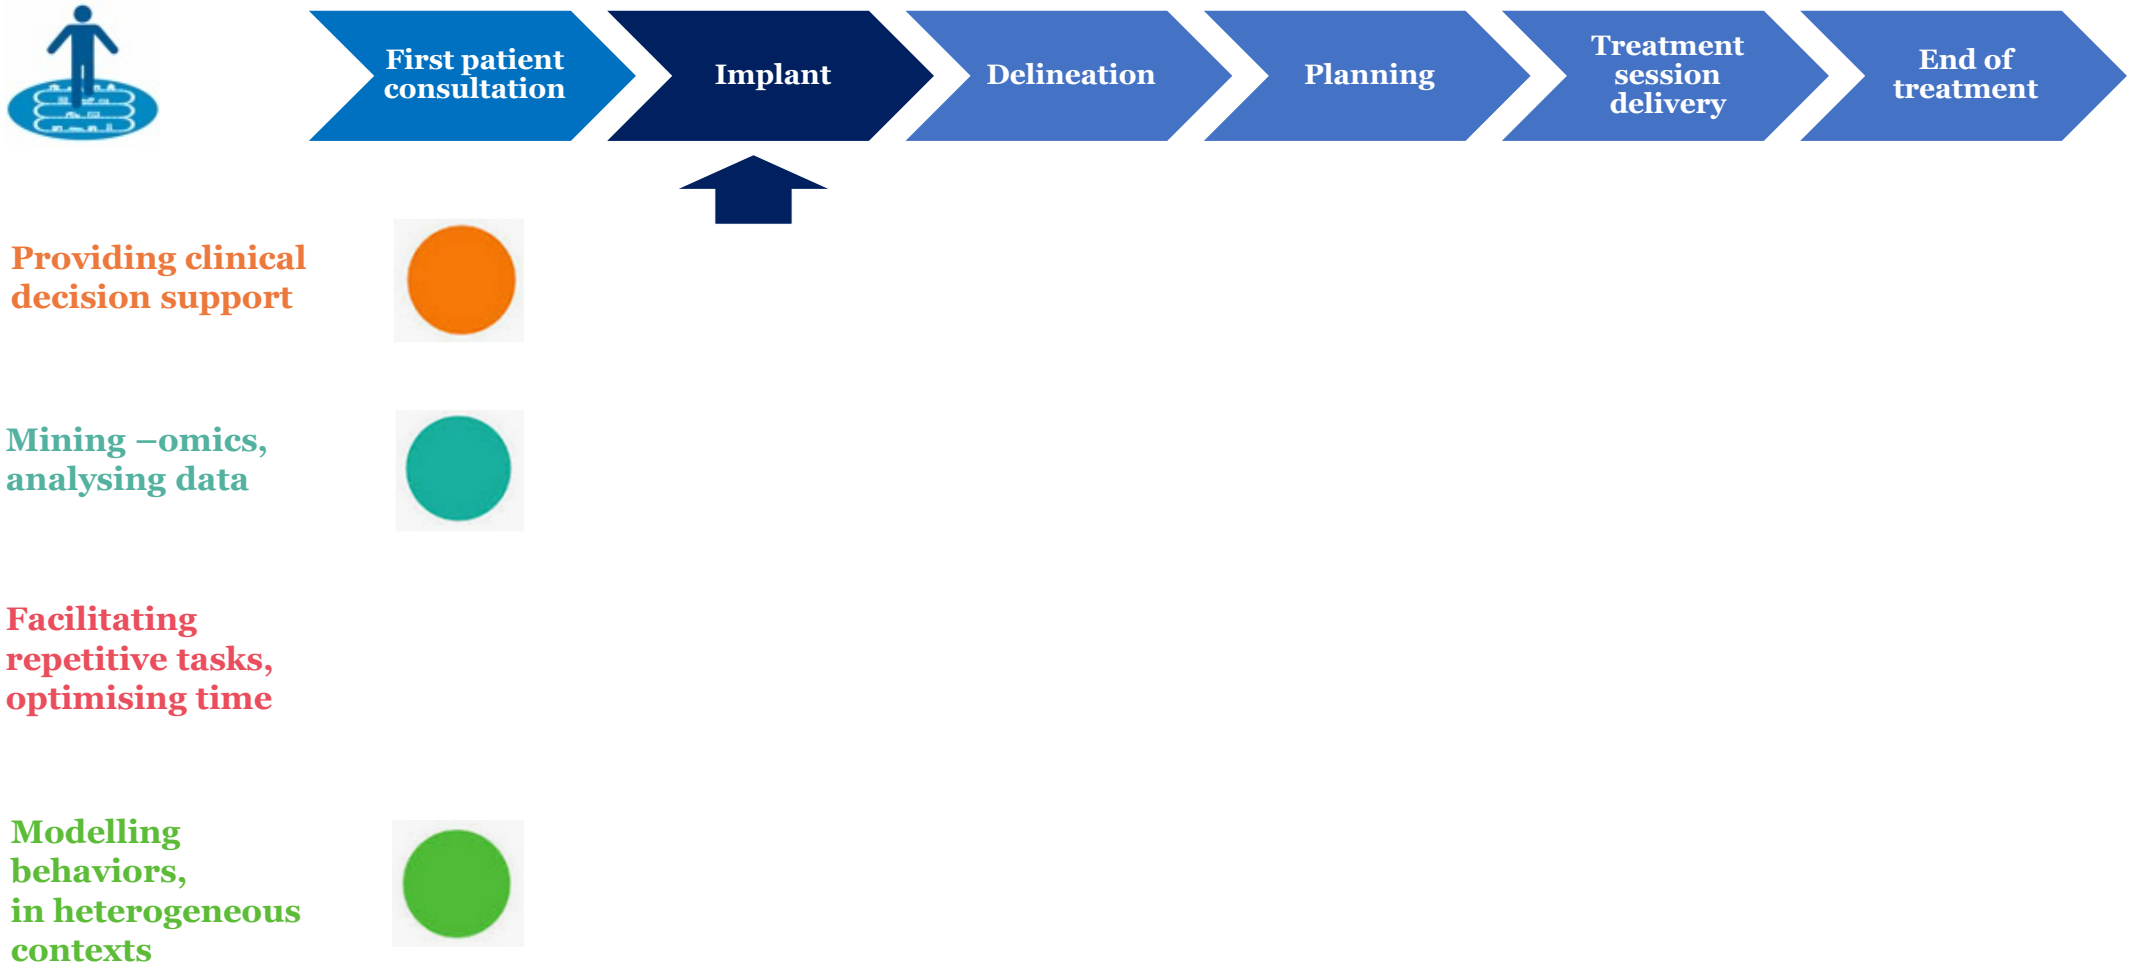 First patient
consultation
Implant
Delineation
Planning
Treatment
session
delivery
End of
treatment
Providing clinical
decision support
Mining –omics,
analysing data
Facilitating
repetitive tasks,
optimising time
Modelling
behaviors,
in heterogeneous
contexts